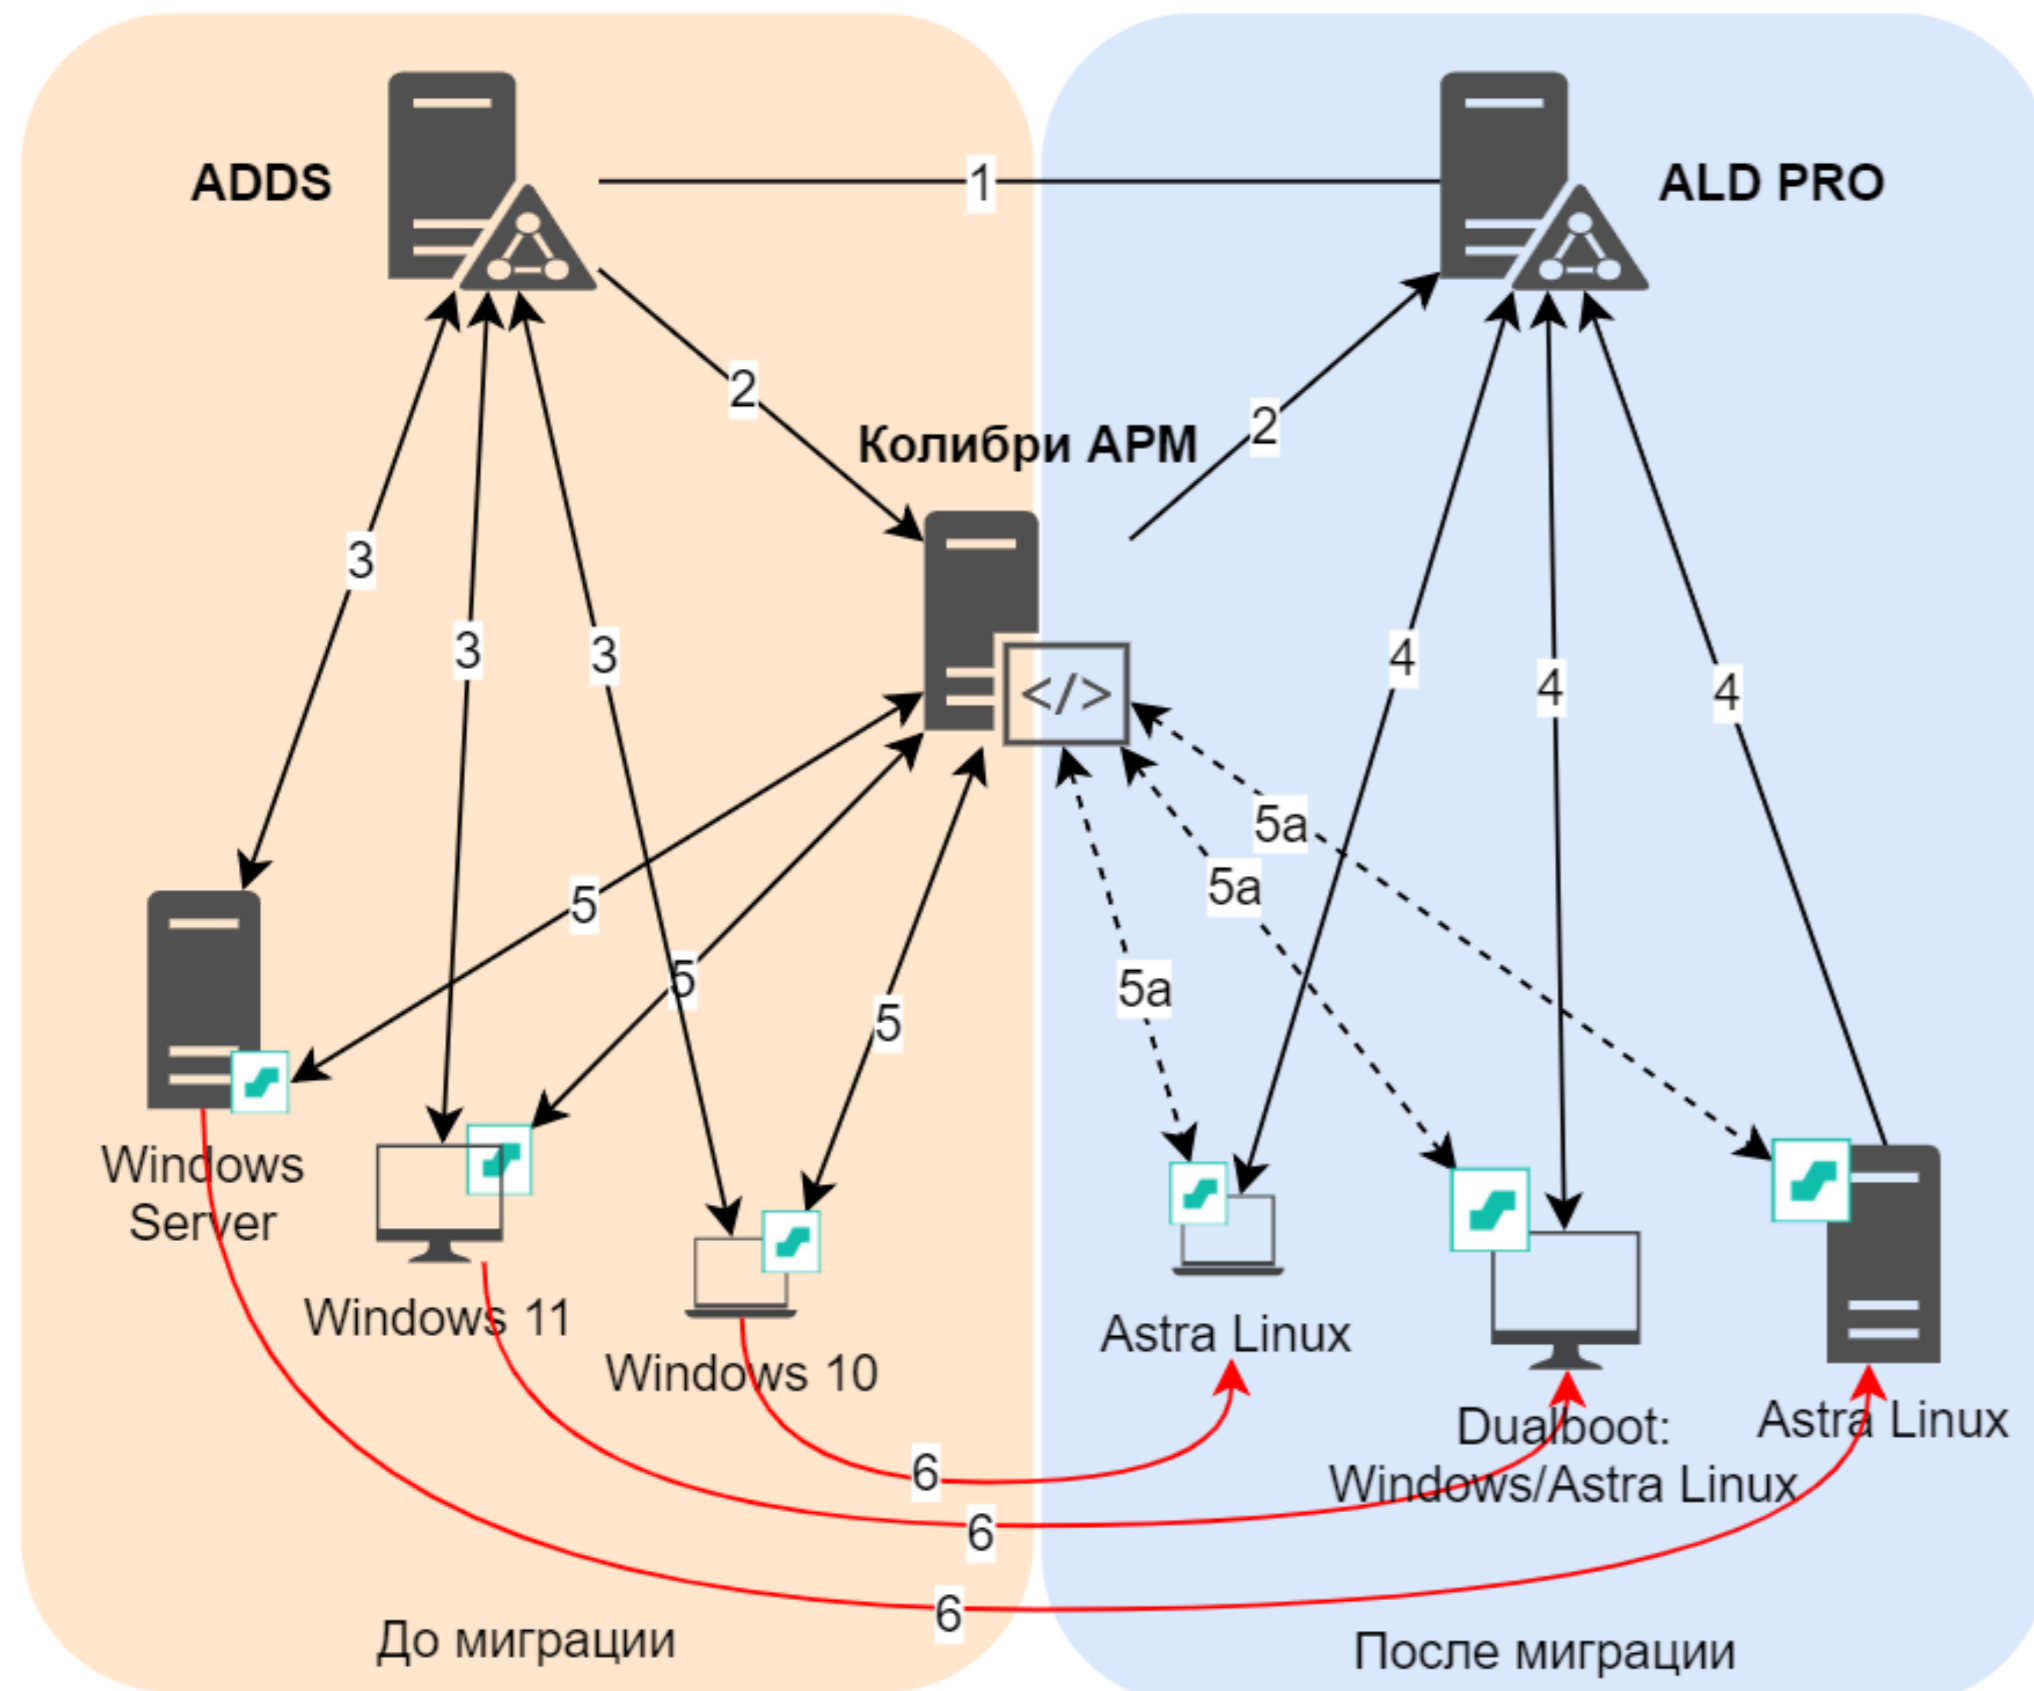 ADDS
1
ALD PRO
2
2
Колибри АРМ
3
3
3
4
4
4
</>
5
5
5
5a
5a
5a
Windows
Server
Windows 11
Windows 10
Astra Linux
Dualboot:
Windows/Astra Linux
Astra Linux
6
6
6
До миграции
После миграции